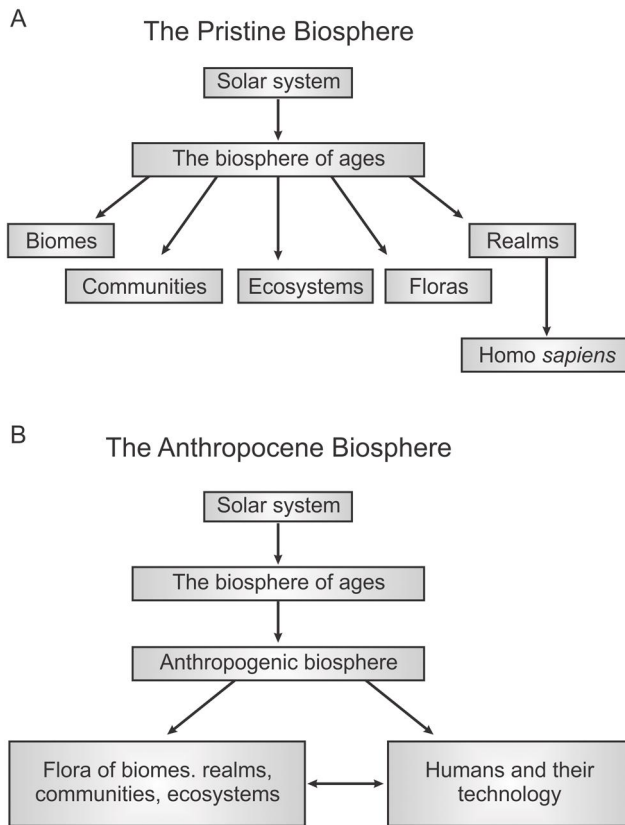 A
The Pristine Biosphere
Solar system
The biosphere of ages
Biomes
Realms
Communities
Ecosystems
Floras
Homo sapiens
B
The Anthropocene Biosphere
Solar system
The biosphere of ages
Anthropogenic biosphere
Flora of biomes. realms,
communities, ecosystems
Humans and their
technology